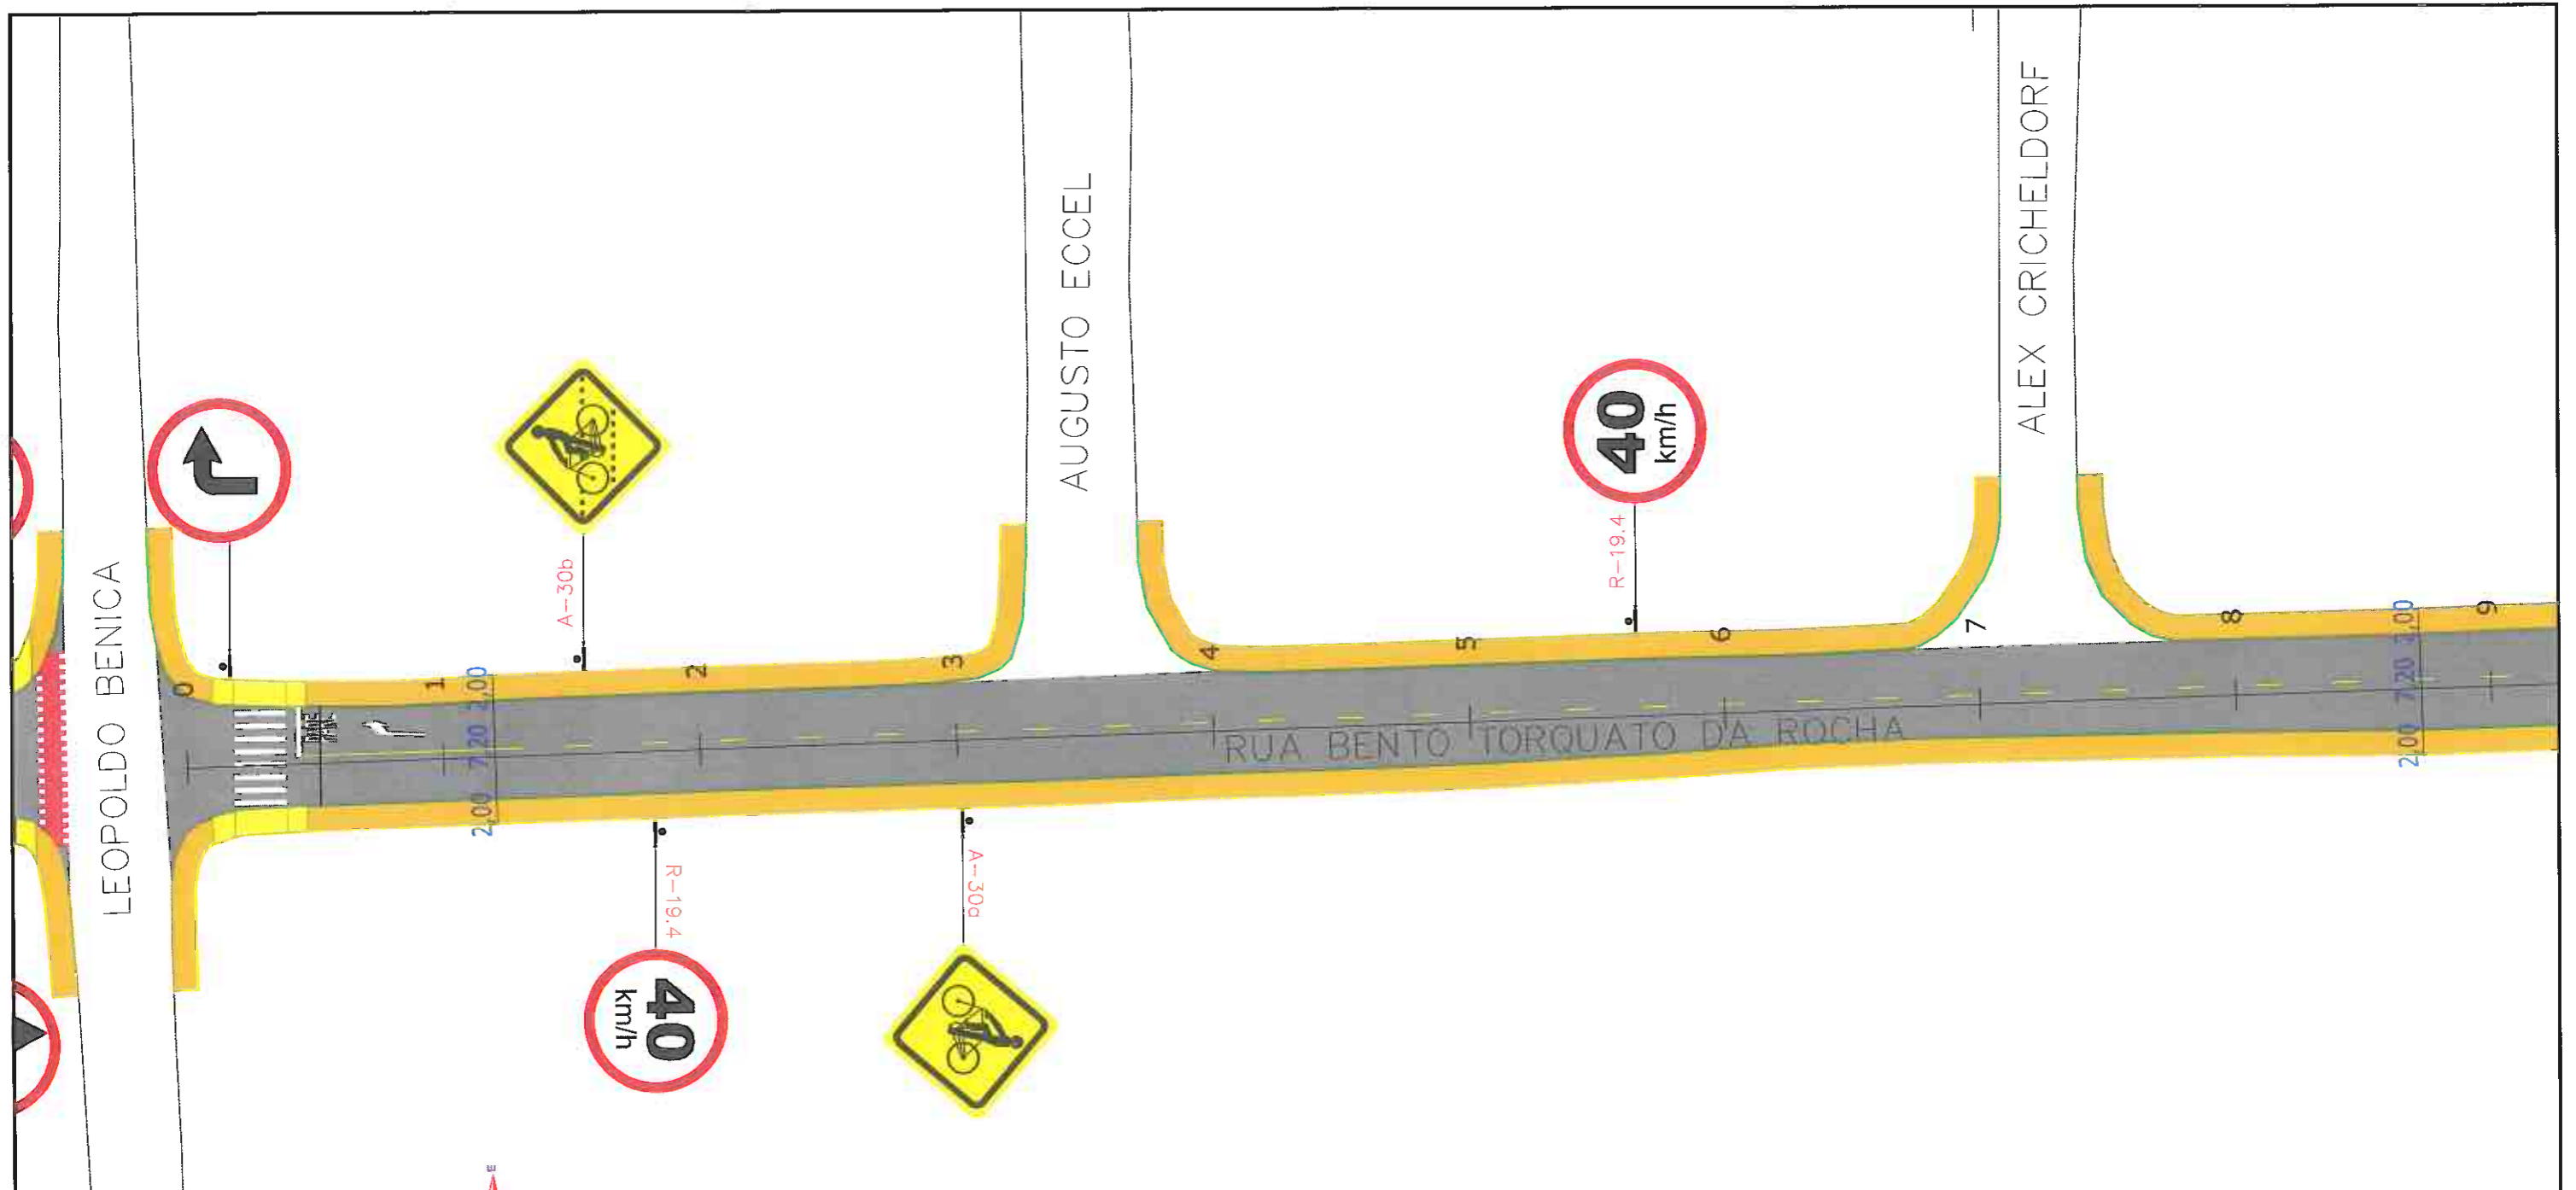 LEOPOLDO BENICA
AUGUSTO ECCEL
ALEX CRICHELDORF
RUA BENTO TORQUATO DA ROCHA
A-30b
R-19.4
40
km/h
R-19.4
40
km/h
A-30a
0
1
2
3
4
5
6
7
8
9
2,00
7,20
2,00
2,00
7,20
2,00
E